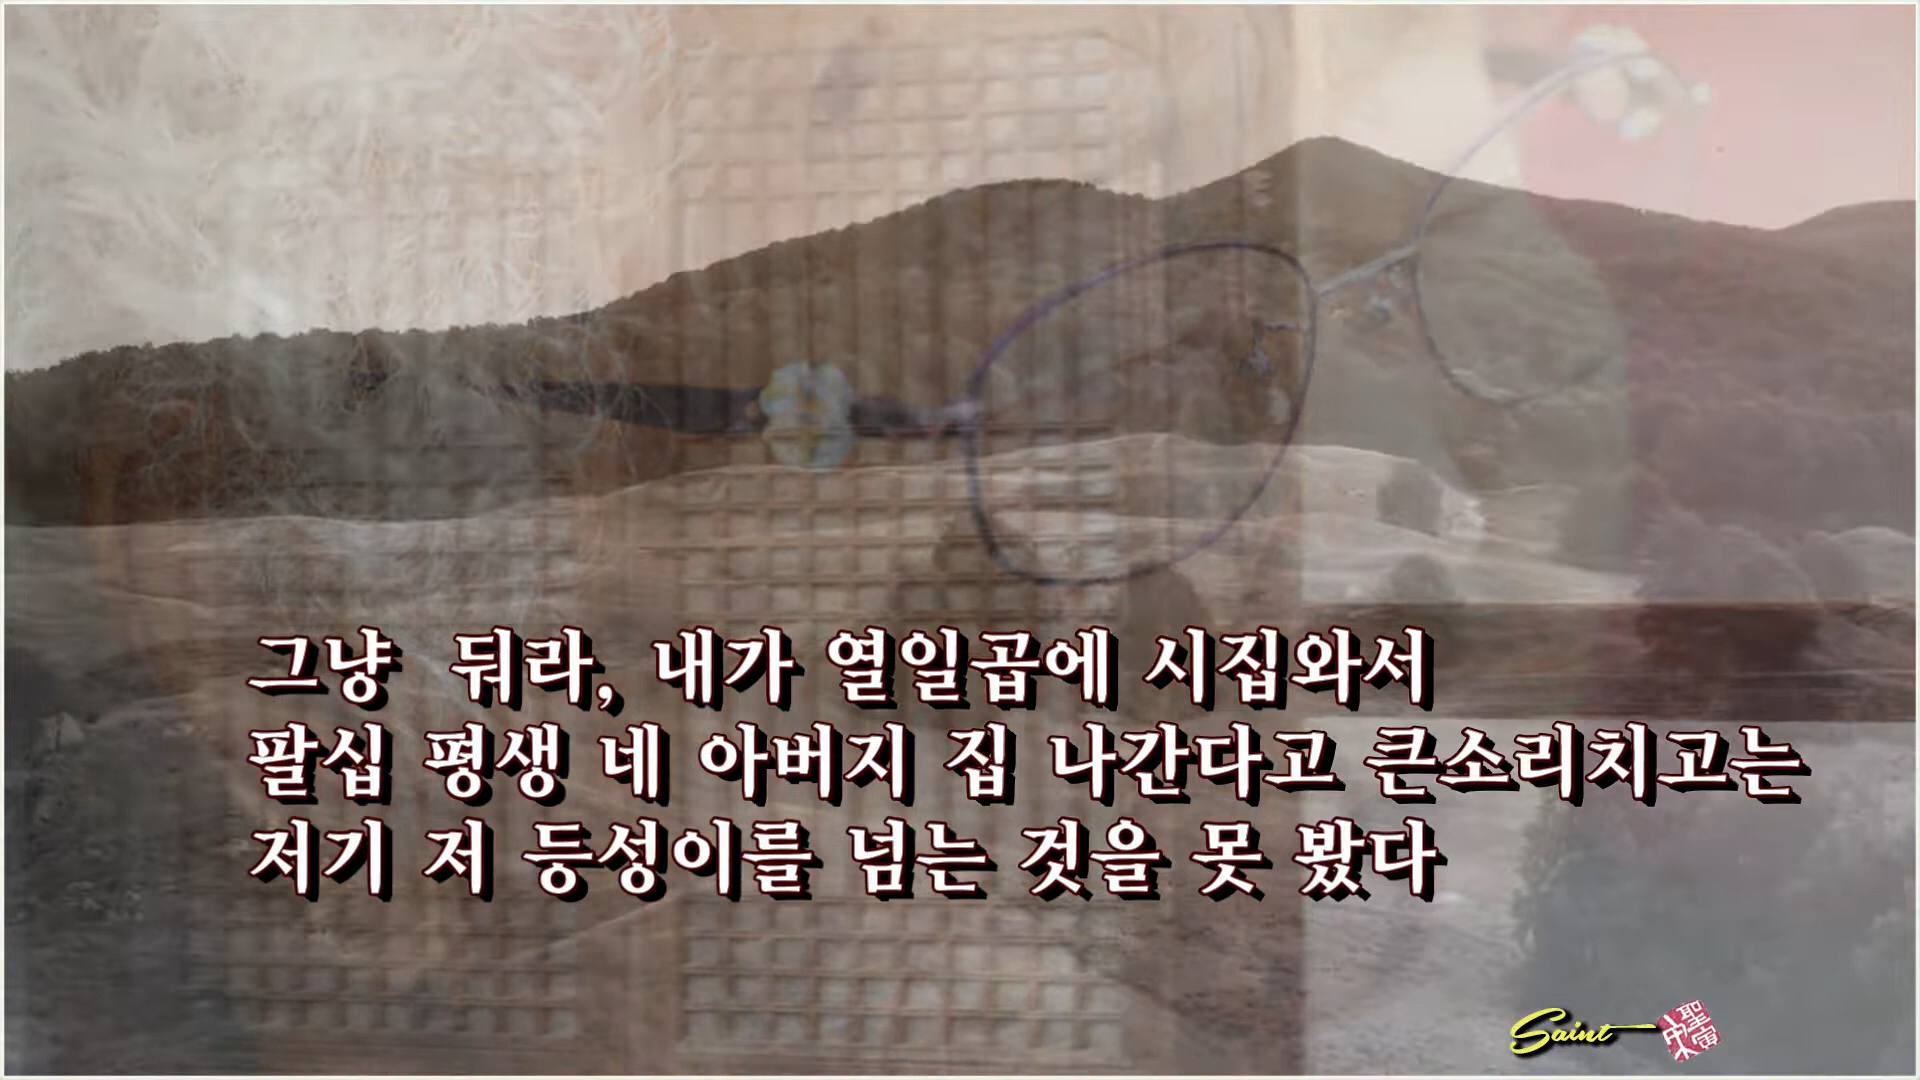 그냥 둬라, 내가 열일곱에 시집와서
팔십 평생 네 아버지 집 나간다고 큰소리치고는
저기 저 등성이를 넘는 것을 못 봤다
Saint